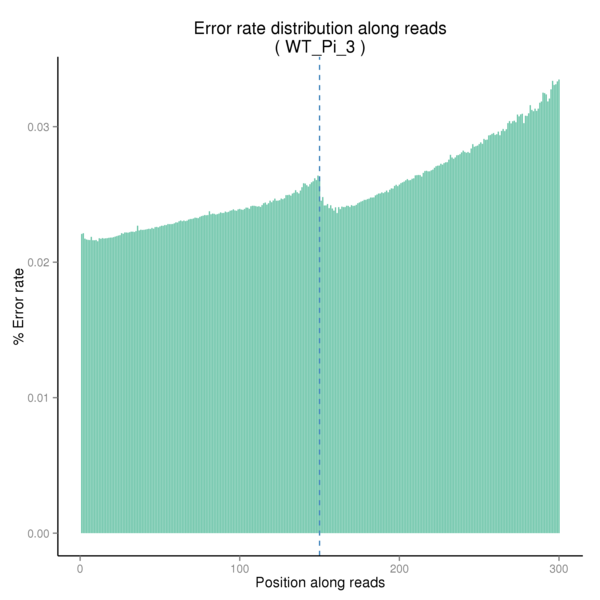 Error rate distribution along reads
( WT_Pi_3 )
% Error rate
0.03
0.02
0.01
0.00
0
100
200
300
Position along reads